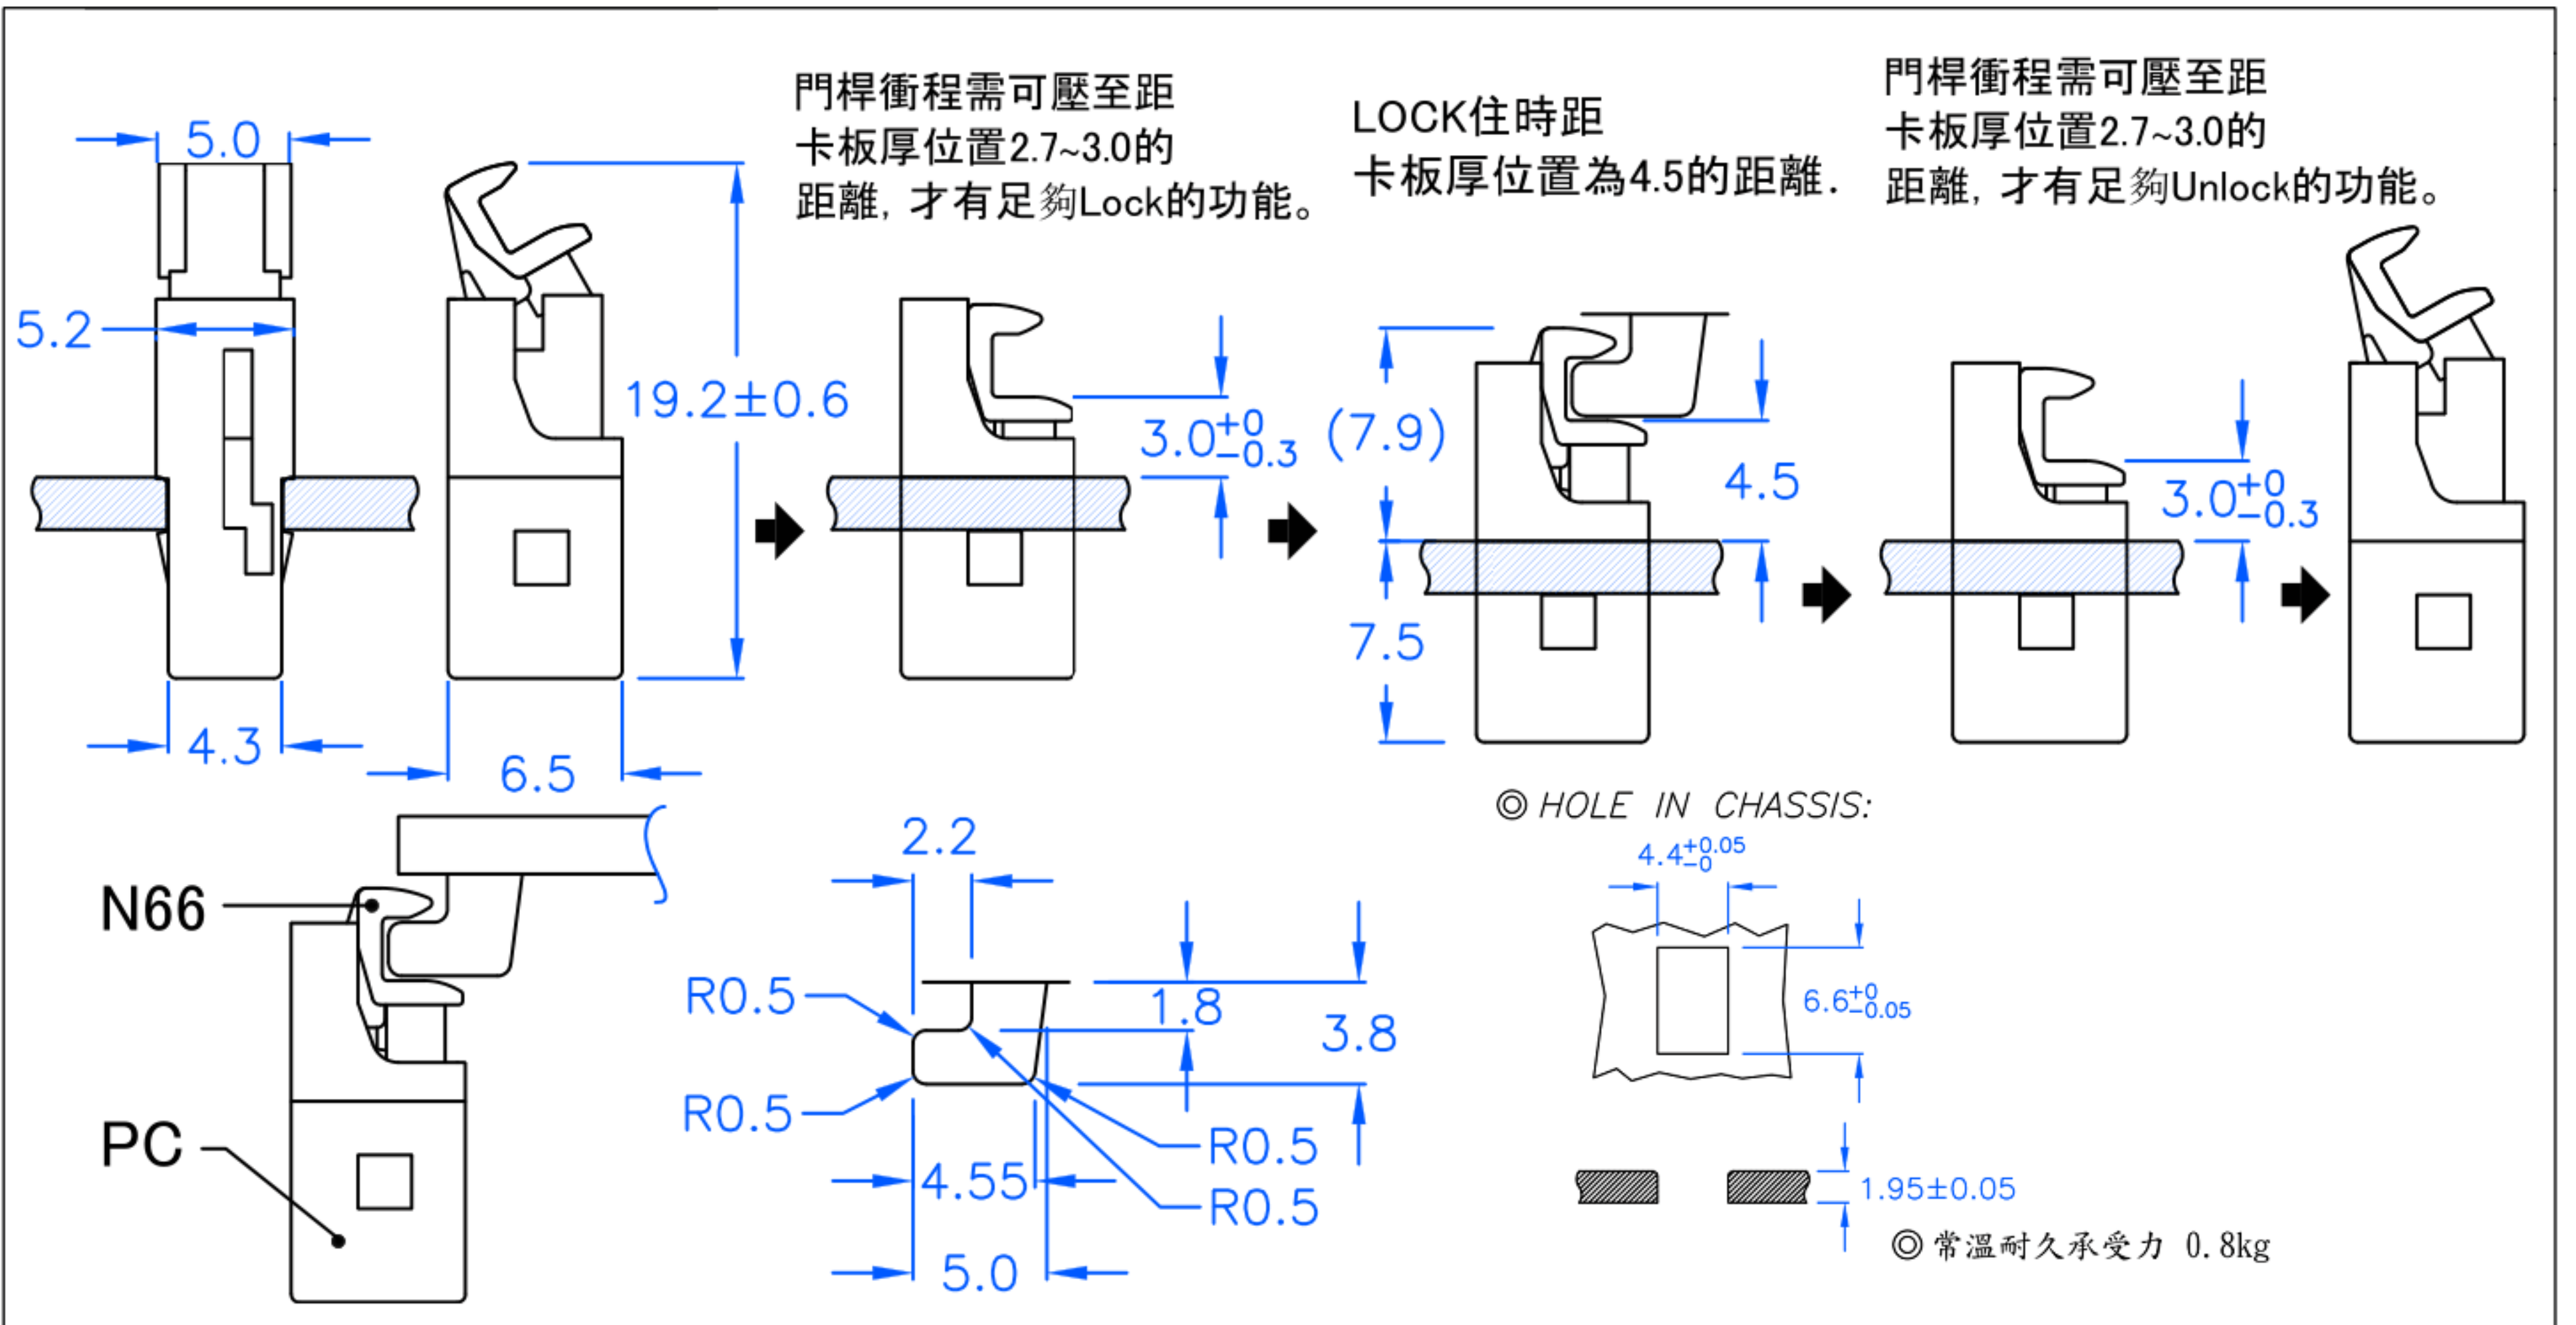 門桿衝程需可壓至距
卡板厚位置2.7~3.0的
距離, 才有足夠Lock的功能。
LOCK住時距
卡板厚位置為4.5的距離.
門桿衝程需可壓至距
卡板厚位置2.7~3.0的
距離, 才有足夠Unlock的功能。
5.0
5.2
19.2±0.6
4.3
6.5
3.0+0-0.3
(7.9)
4.5
7.5
3.0+0-0.3
N66
PC
2.2
R0.5
R0.5
1.8
3.8
R0.5
R0.5
4.55
5.0
◎ HOLE IN CHASSIS:
4.4+0.05-0
6.6+0-0.05
1.95±0.05
◎ 常溫耐久承受力 0.8kg